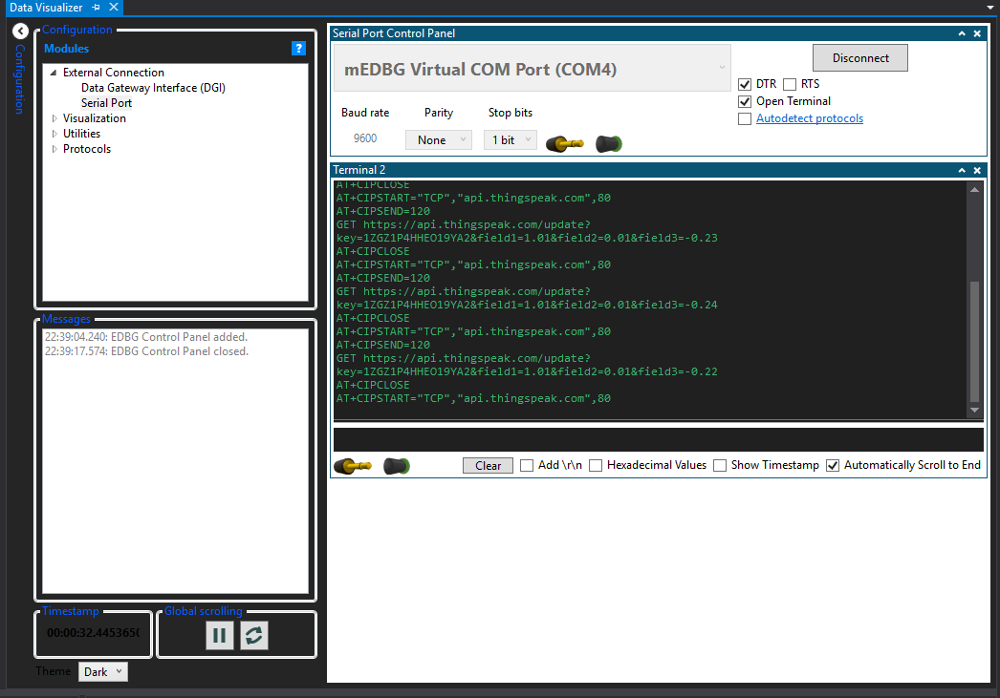 Data Visualizer
Configuration
Configuration
Modules
?
External Connection
Data Gateway Interface (DGI)
Serial Port
Visualization
Utilities
Protocols
Messages
22:39:04.240: EDBG Control Panel added.
22:39:17.574: EDBG Control Panel closed.
Timestamp
00:00:32.445365
Global scrolling
Theme
Dark
Serial Port Control Panel
mEDBG Virtual COM Port (COM4)
Disconnect
DTR RTS
Open Terminal
Autodetect protocols
Baud rate Parity Stop bits
9600 None 1 bit
Terminal 2
AT+CIPCLOSE
AT+CIPSTART="TCP","api.thingspeak.com",80
AT+CIPSEND=120
GET https://api.thingspeak.com/update?
key=1ZGZ1P4HHEO19YA2&field1=1.01&field2=0.01&field3=-0.23
AT+CIPCLOSE
AT+CIPSTART="TCP","api.thingspeak.com",80
AT+CIPSEND=120
GET https://api.thingspeak.com/update?
key=1ZGZ1P4HHEO19YA2&field1=1.01&field2=0.01&field3=-0.24
AT+CIPCLOSE
AT+CIPSTART="TCP","api.thingspeak.com",80
AT+CIPSEND=120
GET https://api.thingspeak.com/update?
key=1ZGZ1P4HHEO19YA2&field1=1.01&field2=0.01&field3=-0.22
AT+CIPCLOSE
AT+CIPSTART="TCP","api.thingspeak.com",80
Clear Add \r\n Hexadecimal Values Show Timestamp Automatically Scroll to End